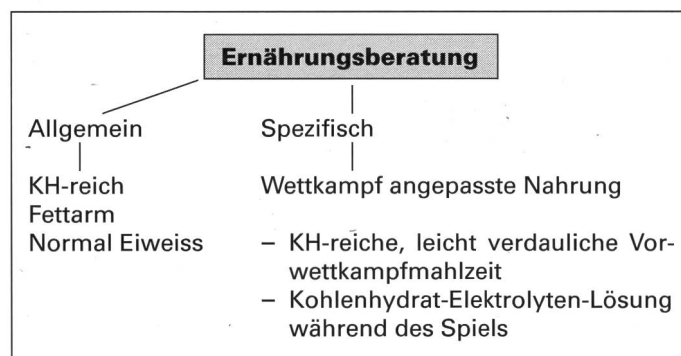 Ernährungsberatung
Allgemein
KH-reich
Fettarm
Normal Eiweiss
Spezifisch
Wettkampf angepasste Nahrung
– KH-reiche, leicht verdauliche Vor-
wettkampfmahlzeit
– Kohlenhydrat-Elektrolyten-Lösung
während des Spiels